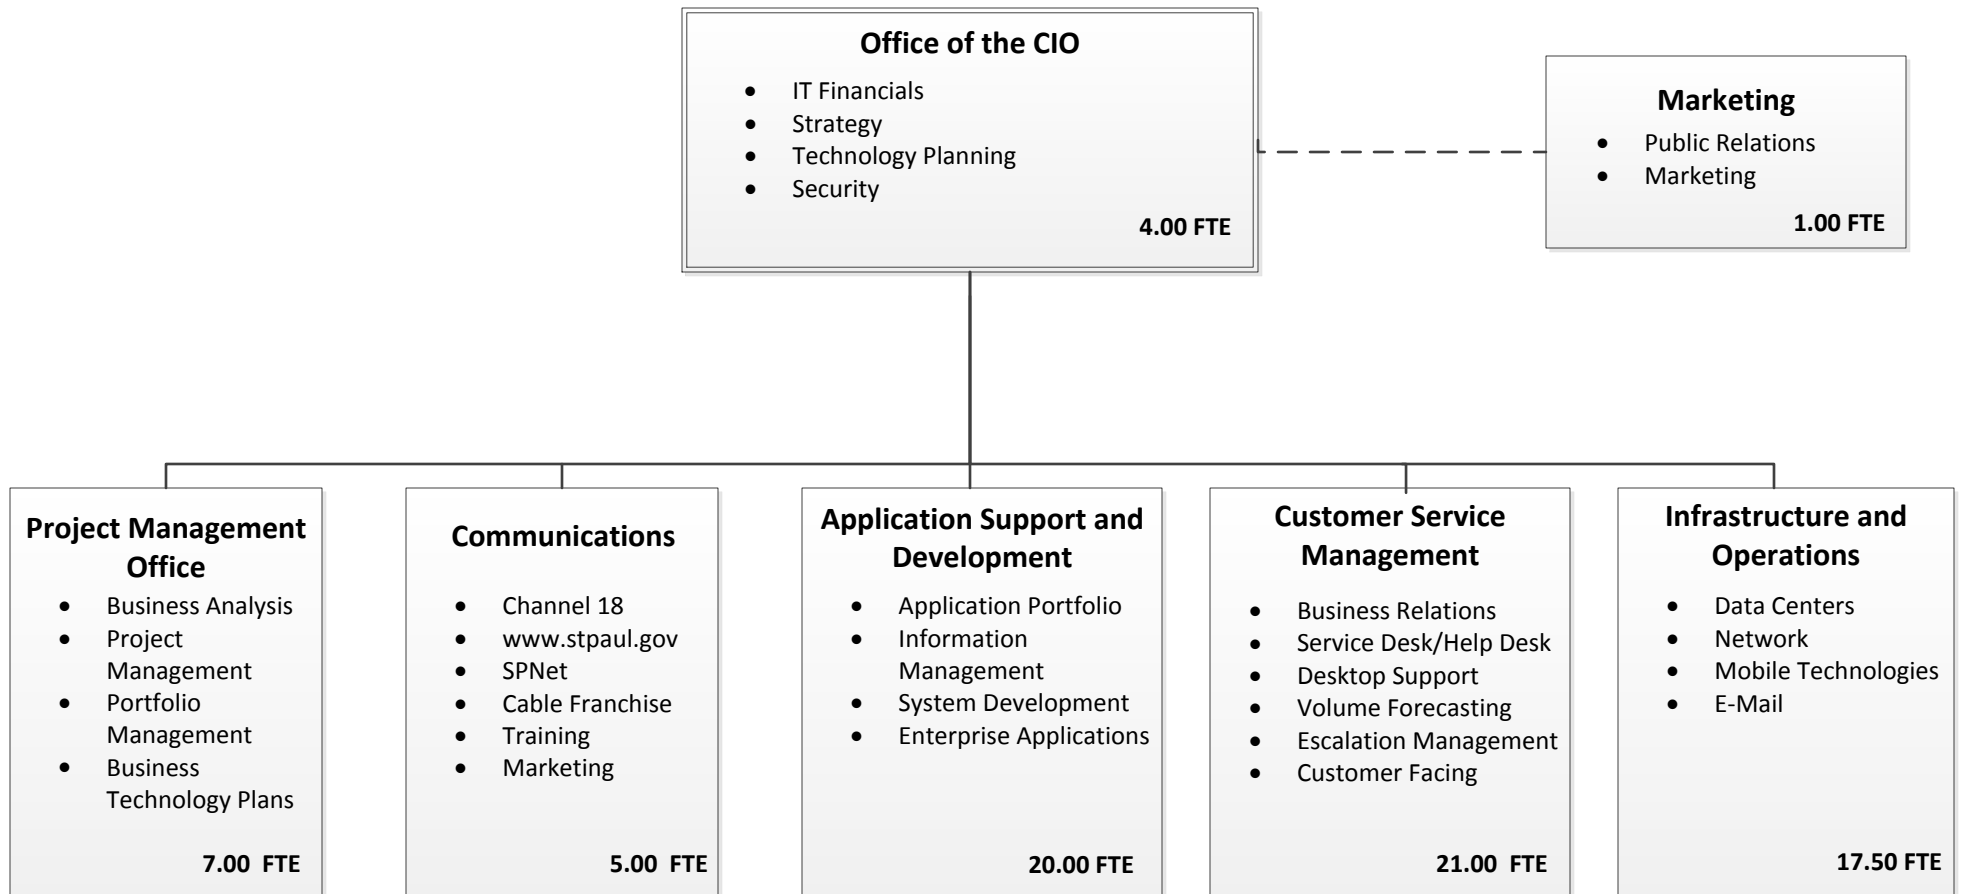 Office of the CIO
• IT Financials
• Strategy
• Technology Planning
• Security
4.00 FTE
Marketing
• Public Relations
• Marketing
1.00 FTE
Project Management
Office
• Business Analysis
• Project
Management
• Portfolio
Management
• Business
Technology Plans
7.00 FTE
Communications
• Channel 18
• www.stpaul.gov
• SPNet
• Cable Franchise
• Training
• Marketing
5.00 FTE
Application Support and
Development
• Application Portfolio
• Information
Management
• System Development
• Enterprise Applications
20.00 FTE
Customer Service
Management
• Business Relations
• Service Desk/Help Desk
• Desktop Support
• Volume Forecasting
• Escalation Management
• Customer Facing
21.00 FTE
Infrastructure and
Operations
• Data Centers
• Network
• Mobile Technologies
• E-Mail
17.50 FTE